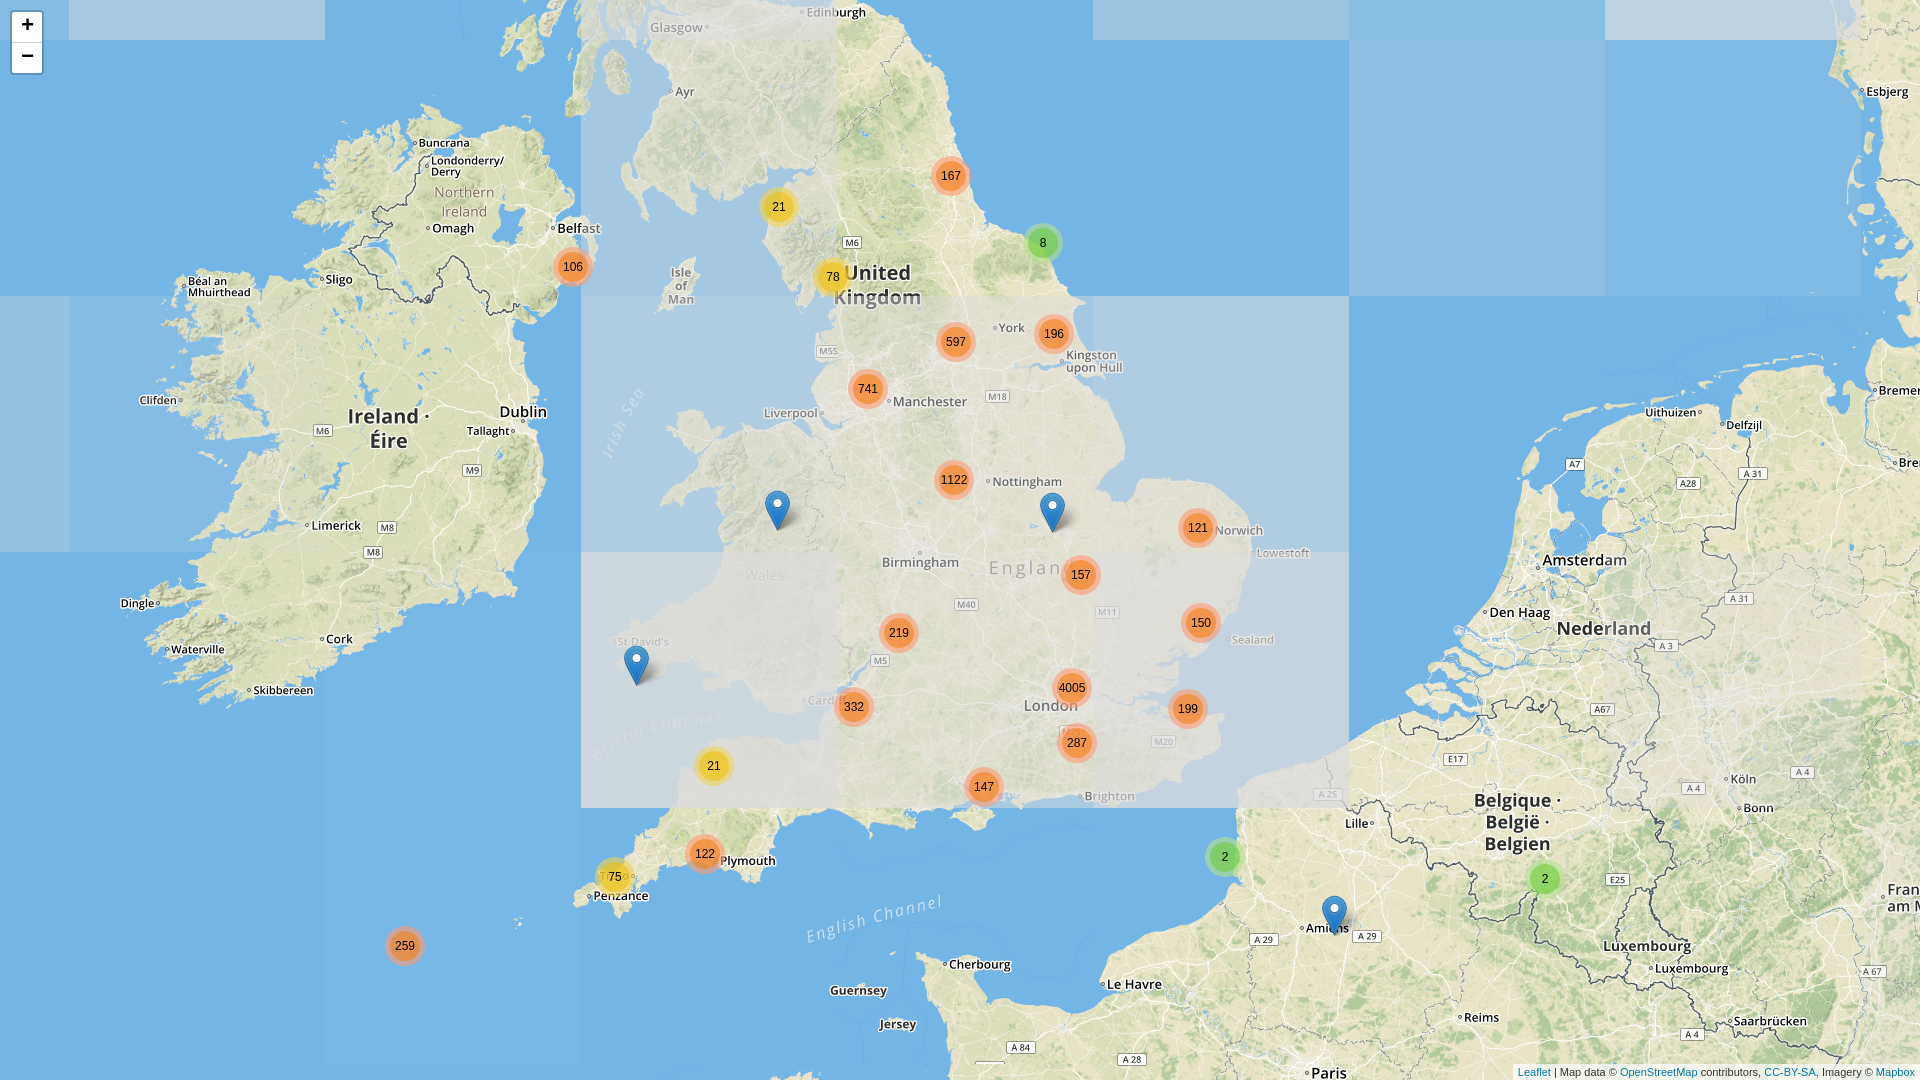 +
−
Edinburgh
Glasgow
Ayr
Esbjerg
Buncrana
Londonderry/
Derry
Northern
Ireland
Omagh
Belfast
167
21
M6
8
106
78
United
Kingdom
Isle
of
Man
Sligo
Béal an
Mhuirthead
York
196
597
M55
Kingston
upon Hull
741
Manchester
M18
Liverpool
Irish Sea
Clifden
Ireland ·
Éire
M6
Dublin
Tallaght
M9
Uithuizen
Delfzijl
Bremer
Bre
A7
A 31
A28
1122
Nottingham
121
Norwich
Lowestoft
Limerick
M8
M8
Birmingham
England
157
Wales
M40
M11
Amsterdam
A 31
Den Haag
Nederland
A 3
Dingle
Cork
Waterville
Skibbereen
219
150
Sealand
St David's
M5
4005
London
199
Cardiff
332
Bristol Channel
287
M20
A67
E17
21
147
Brighton
A 25
Köln
A 4
A 4
Bonn
Belgique ·
België ·
Belgien
Lille
122
Plymouth
75
Penzance
2
2
E25
Fran
am M
259
English Channel
Amiens
A 29
A 29
Luxembourg
Luxembourg
A 67
Cherbourg
Le Havre
Guernsey
Jersey
Reims
Saarbrücken
A 4
A 84
A 28
Paris
Leaflet | Map data © OpenStreetMap contributors, CC-BY-SA, Imagery © Mapbox